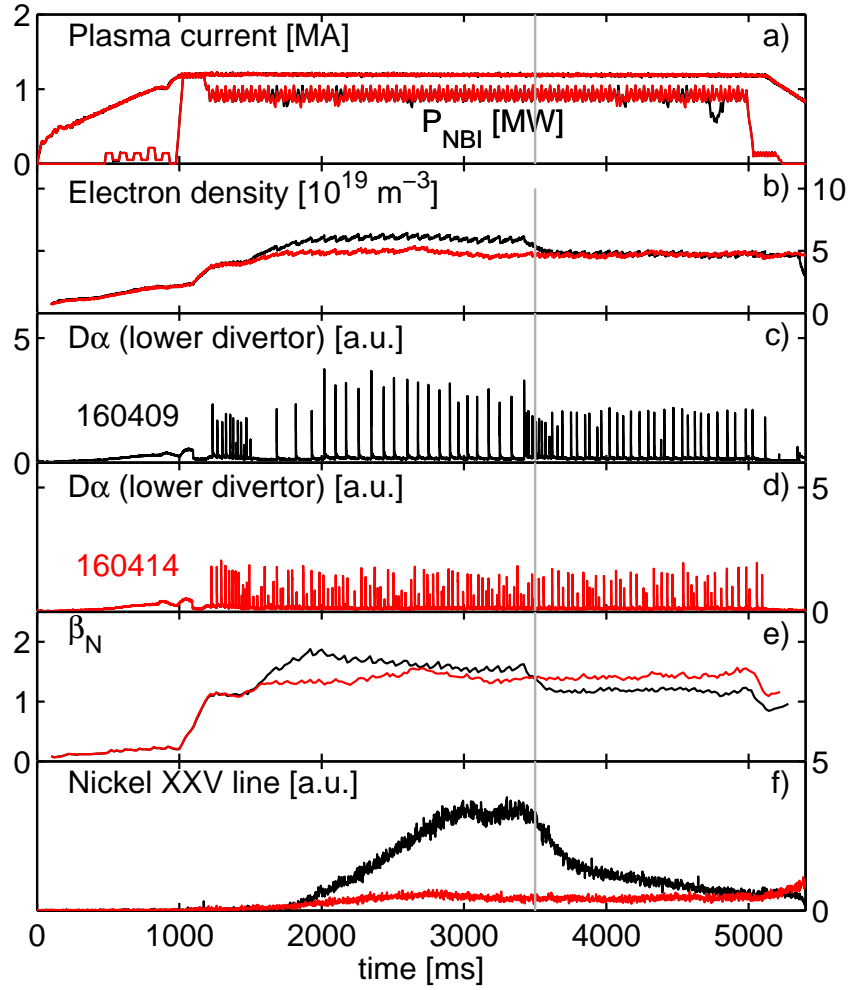 2
Plasma current [MA]
a)
1
P_NBI [MW]
0
Electron density [10^19 m^−3]
b)
10
5
0
5
Dα (lower divertor) [a.u.]
c)
160409
0
Dα (lower divertor) [a.u.]
d)
5
160414
0
β_N
e)
2
1
0
5
Nickel XXV line [a.u.]
f)
0
0 1000 2000 3000 4000 5000
time [ms]